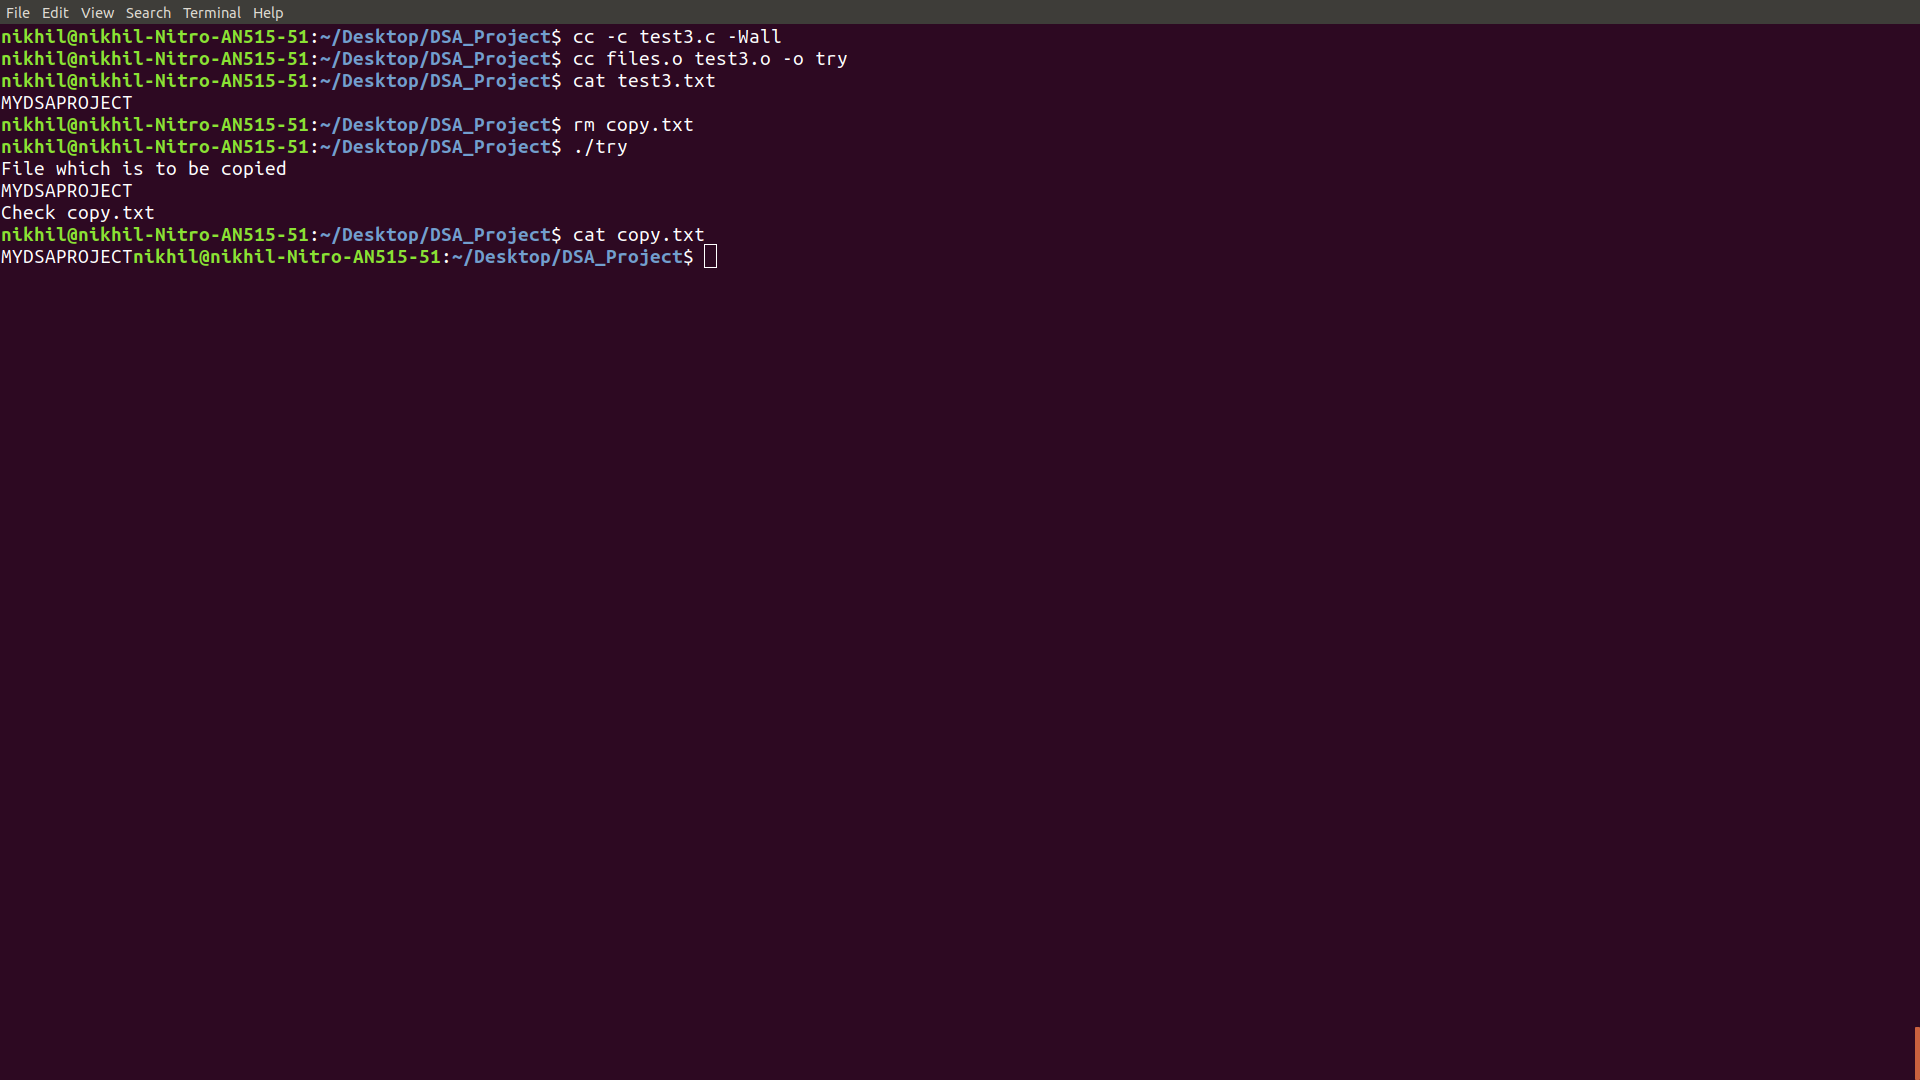 File Edit View Search Terminal Help
nikhil@nikhil-Nitro-AN515-51:~/Desktop/DSA_Project$ cc -c test3.c -Wall
nikhil@nikhil-Nitro-AN515-51:~/Desktop/DSA_Project$ cc files.o test3.o -o try
nikhil@nikhil-Nitro-AN515-51:~/Desktop/DSA_Project$ cat test3.txt
MYDSAPROJECT
nikhil@nikhil-Nitro-AN515-51:~/Desktop/DSA_Project$ rm copy.txt
nikhil@nikhil-Nitro-AN515-51:~/Desktop/DSA_Project$ ./try
File which is to be copied
MYDSAPROJECT
Check copy.txt
nikhil@nikhil-Nitro-AN515-51:~/Desktop/DSA_Project$ cat copy.txt
MYDSAPROJECTnikhil@nikhil-Nitro-AN515-51:~/Desktop/DSA_Project$